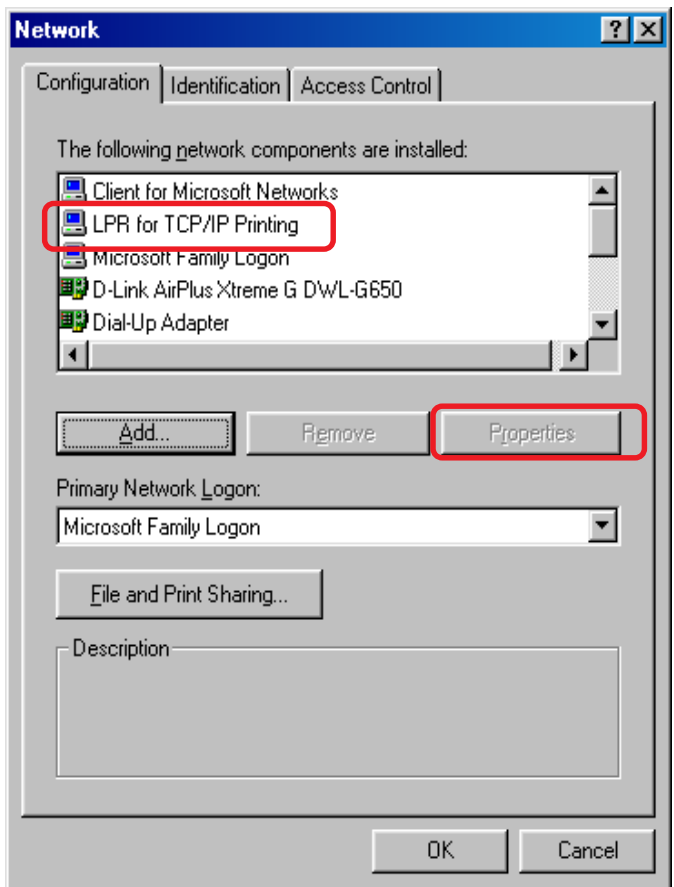 Network
Configuration Identification Access Control
The following network components are installed:
Client for Microsoft Networks
LPR for TCP/IP Printing
Microsoft Family Logon
D-Link AirPlus Xtreme G DWL-G650
Dial-Up Adapter
Add... Remove Properties
Primary Network Logon:
Microsoft Family Logon
File and Print Sharing...
Description
OK Cancel